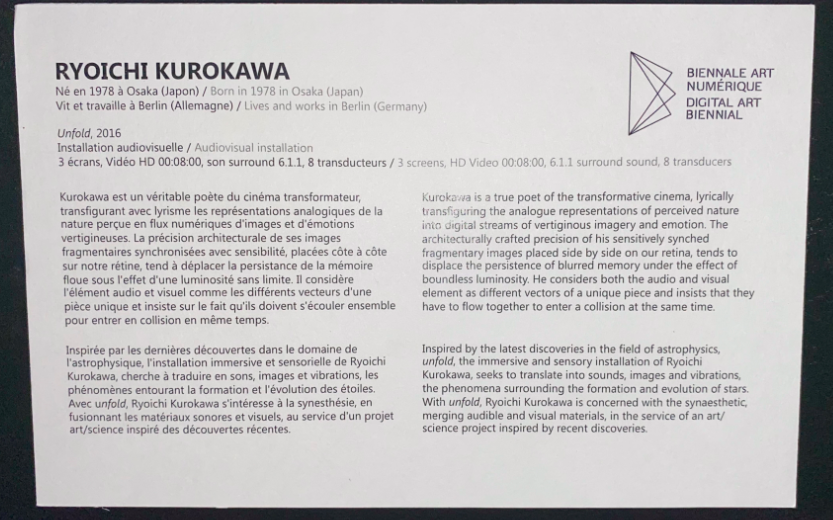 RYOICHI KUROKAWA
Né en 1978 à Osaka (Japon) / Born in 1978 in Osaka (Japan)
Vit et travaille à Berlin (Allemagne) / Lives and works in Berlin (Germany)
BIENNALE ART
NUMÉRIQUE
DIGITAL ART
BIENNIAL
Unfold, 2016
Installation audiovisuelle / Audiovisual installation
3 écrans, Vidéo HD 00:08:00, son surround 6.1.1, 8 transducteurs / 3 screens, HD Video 00:08:00, 6.1.1 surround sound, 8 transducers
Kurokawa est un véritable poète du cinéma transformateur,
transfigurant avec lyrisme les représentations analogiques de la
nature perçue en flux numériques d'images et d'émotions
vertigineuses. La précision architecturale de ses images
fragmentaires synchronisées avec sensibilité, placées côte à côte
sur notre rétine, tend à déplacer la persistance de la mémoire
floue sous l'effet d'une luminosité sans limite. Il considère
l'élément audio et visuel comme les différents vecteurs d'une
pièce unique et insiste sur le fait qu'ils doivent s'écouler ensemble
pour entrer en collision en même temps.
Inspirée par les dernières découvertes dans le domaine de
l'astrophysique, l'installation immersive et sensorielle de Ryoichi
Kurokawa, cherche à traduire en sons, images et vibrations, les
phénomènes entourant la formation et l'évolution des étoiles.
Avec unfold, Ryoichi Kurokawa s'intéresse à la synesthésie, en
fusionnant les matériaux sonores et visuels, au service d'un projet
art/science inspiré des découvertes récentes.
Kurokawa is a true poet of the transformative cinema, lyrically
transfiguring the analogue representations of perceived nature
into digital streams of vertiginous imagery and emotion. The
architecturally crafted precision of his sensitively synched
fragmentary images placed side by side on our retina, tends to
displace the persistence of blurred memory under the effect of
boundless luminosity. He considers both the audio and visual
element as different vectors of a unique piece and insists that they
have to flow together to enter a collision at the same time.
Inspired by the latest discoveries in the field of astrophysics,
unfold, the immersive and sensory installation of Ryoichi
Kurokawa, seeks to translate into sounds, images and vibrations,
the phenomena surrounding the formation and evolution of stars.
With unfold, Ryoichi Kurokawa is concerned with the synaesthetic,
merging audible and visual materials, in the service of an art/
science project inspired by recent discoveries.